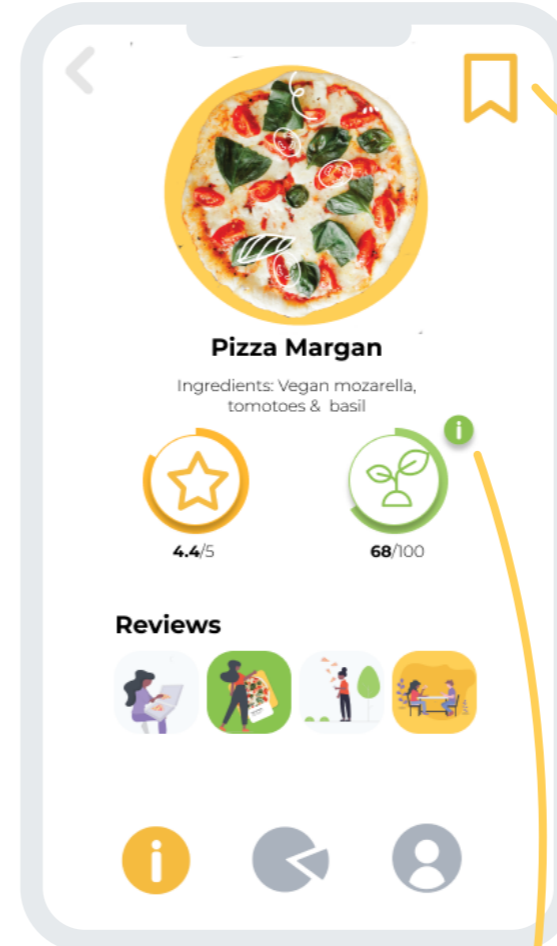 Pizza Margan
Ingredients: Vegan mozarella,
tomotoes & basil
i
4.4/5
68/100
Reviews
i